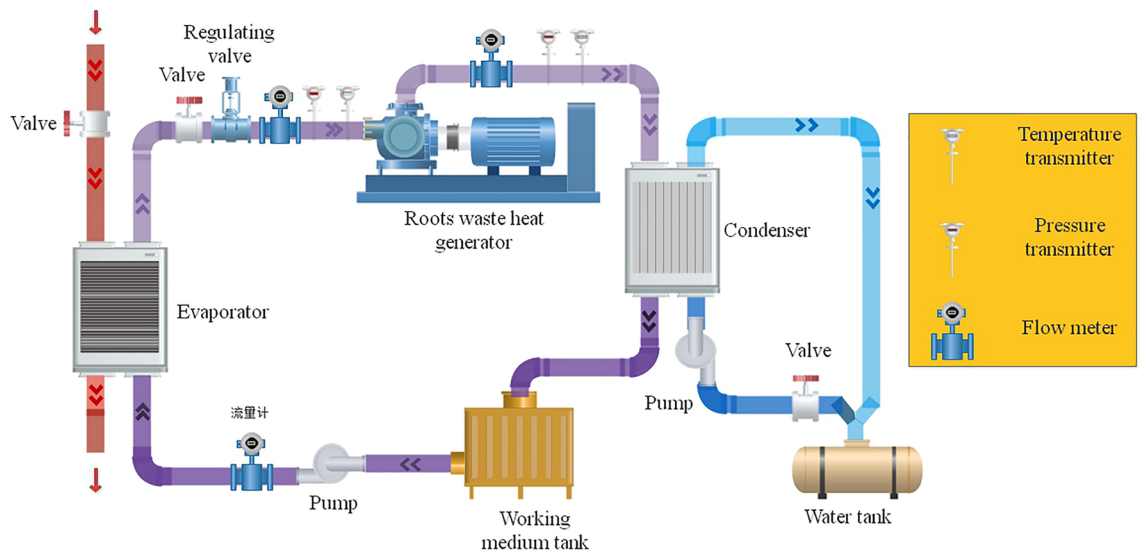 Regulating
valve
Valve
Valve
Roots waste heat
generator
Condenser
Evaporator
Valve
Pump
流量计
Pump
Working
medium tank
Water tank
Temperature
transmitter
Pressure
transmitter
Flow meter